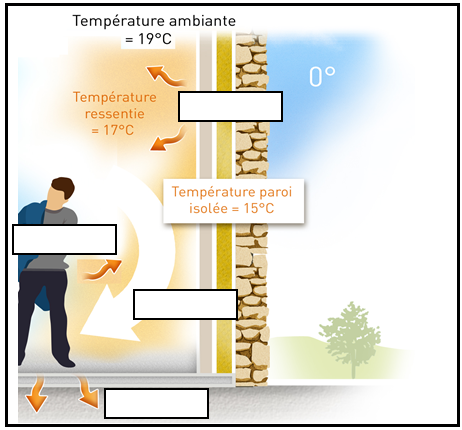 Température ambiante
= 19°C
0°
Température
ressentie
= 17°C
Température paroi
isolée = 15°C